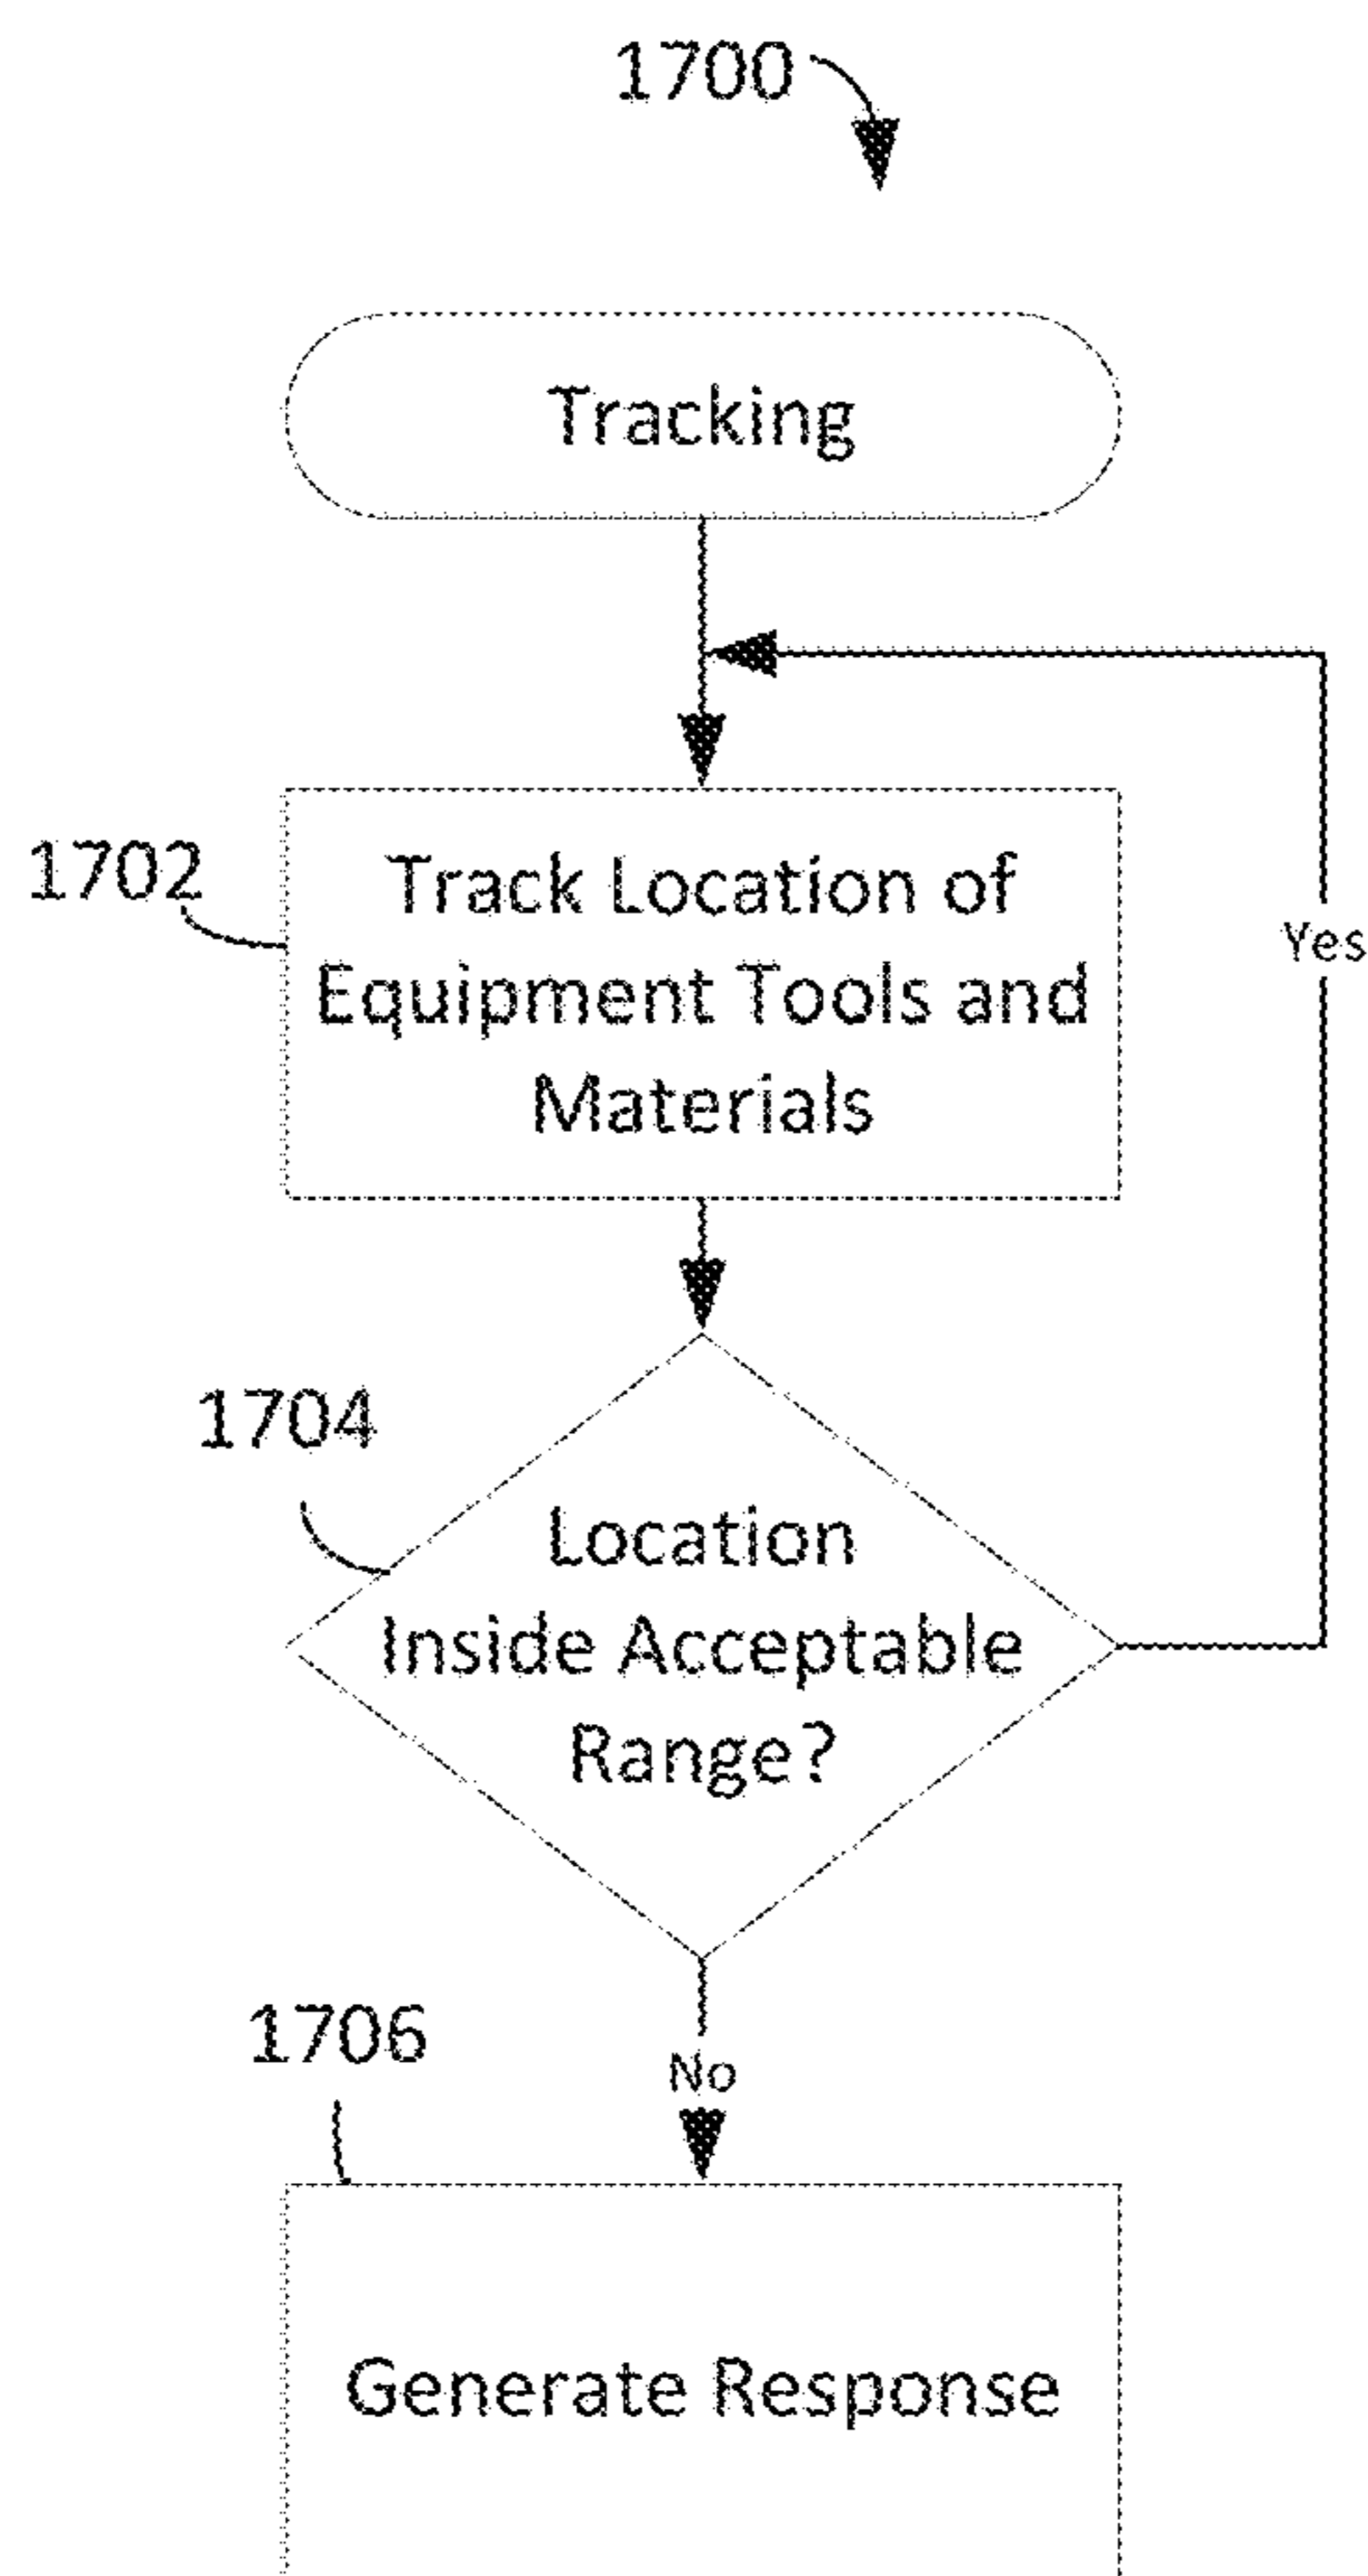 1700
Tracking
1702
Track Location of
Equipment Tools and
Materials
Yes
1704
Location
Inside Acceptable
Range?
No
1706
Generate Response